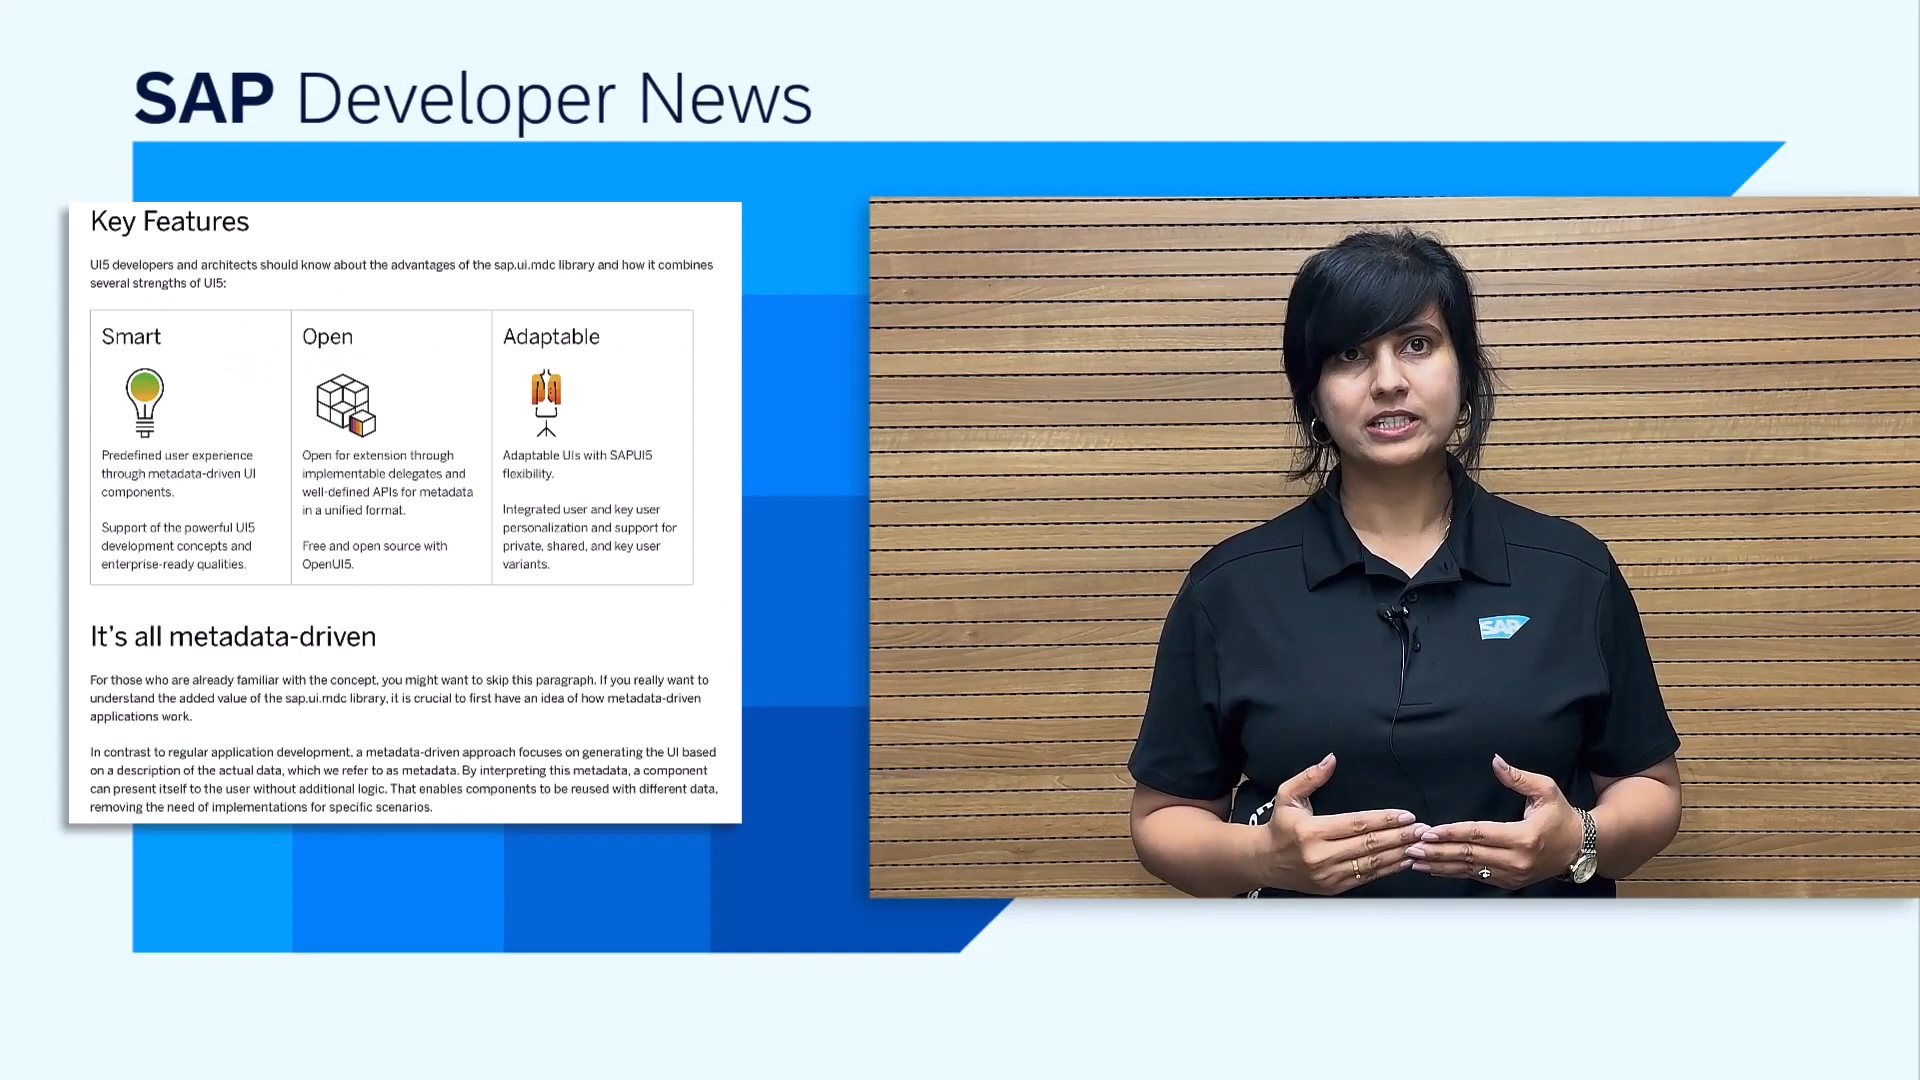 SAP Developer News
Key Features
UI5 developers and architects should know about the advantages of the sap.ui.mdc library and how it combines
several strengths of UI5:
Smart
Predefined user experience
through metadata-driven UI
components.
Support of the powerful UI5
development concepts and
enterprise-ready qualities.
Open
Open for extension through
implementable delegates and
well-defined APIs for metadata
in a unified format.
Free and open source with
OpenUI5.
Adaptable
Adaptable UIs with SAPUI5
flexibility.
Integrated user and key user
personalization and support for
private, shared, and key user
variants.
It's all metadata-driven
For those who are already familiar with the concept, you might want to skip this paragraph. If you really want to
understand the added value of the sap.ui.mdc library, it is crucial to first have an idea of how metadata-driven
applications work.
In contrast to regular application development, a metadata-driven approach focuses on generating the UI based
on a description of the actual data, which we refer to as metadata. By interpreting this metadata, a component
can present itself to the user without additional logic. That enables components to be reused with different data,
removing the need of implementations for specific scenarios.
SAP